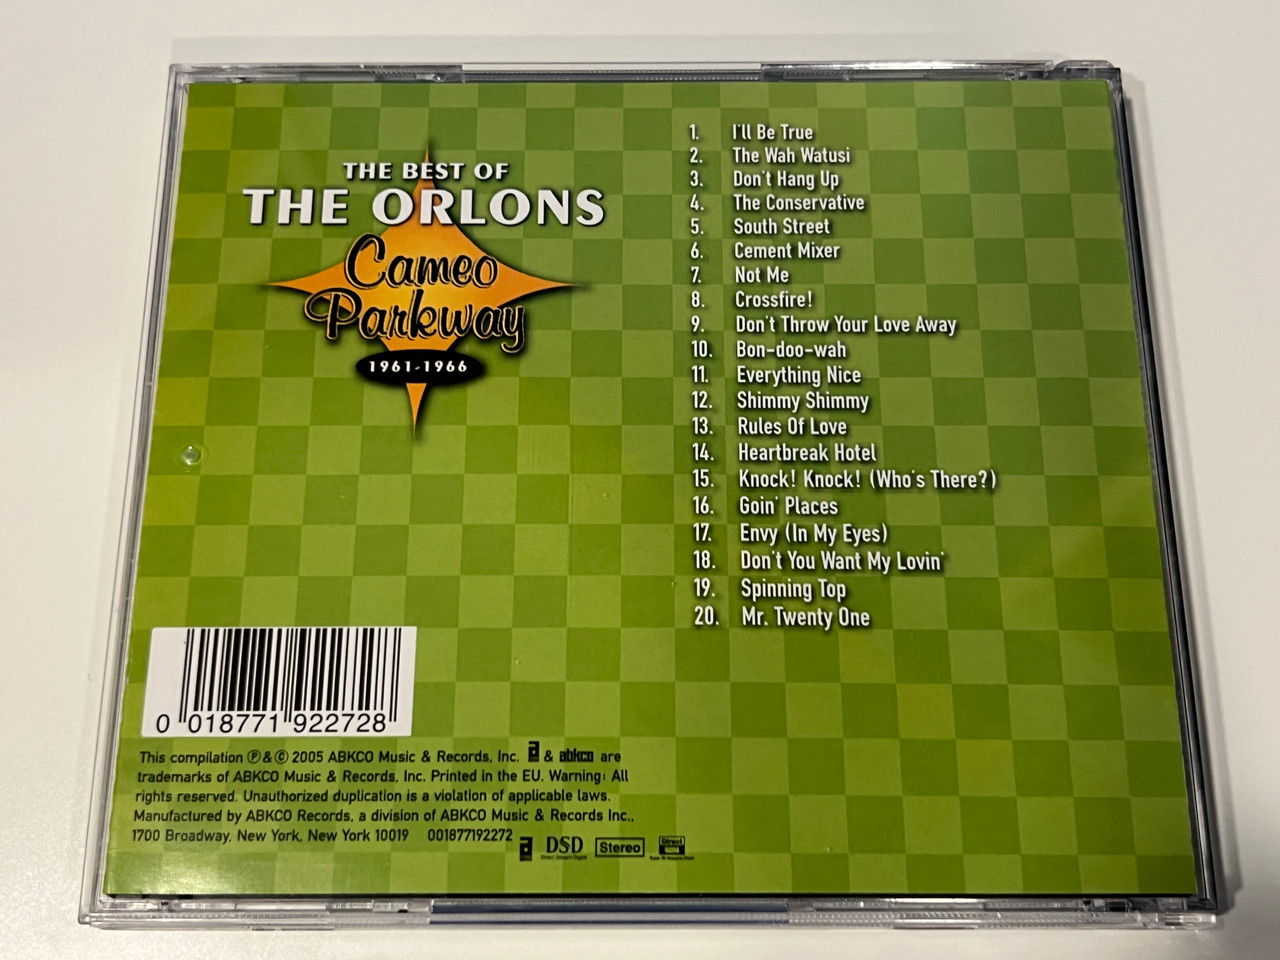 THE BEST OF
THE ORLONS
Cameo
Parkway
1961-1966
1. I'll Be True
2. The Wah Watusi
3. Don't Hang Up
4. The Conservative
5. South Street
6. Cement Mixer
7. Not Me
8. Crossfire!
9. Don't Throw Your Love Away
10. Bon-doo-wah
11. Everything Nice
12. Shimmy Shimmy
13. Rules Of Love
14. Heartbreak Hotel
15. Knock! Knock! (Who's There?)
16. Goin' Places
17. Envy (In My Eyes)
18. Don't You Want My Lovin'
19. Spinning Top
20. Mr. Twenty One
0 018771 922728
This compilation ℗ & © 2005 ABKCO Music & Records, Inc. a & abkco are
trademarks of ABKCO Music & Records, Inc. Printed in the EU. Warning: All
rights reserved. Unauthorized duplication is a violation of applicable laws.
Manufactured by ABKCO Records, a division of ABKCO Music & Records Inc.,
1700 Broadway, New York, New York 10019 001877192272
a DSD Stereo Direct
Direct Stream Digital